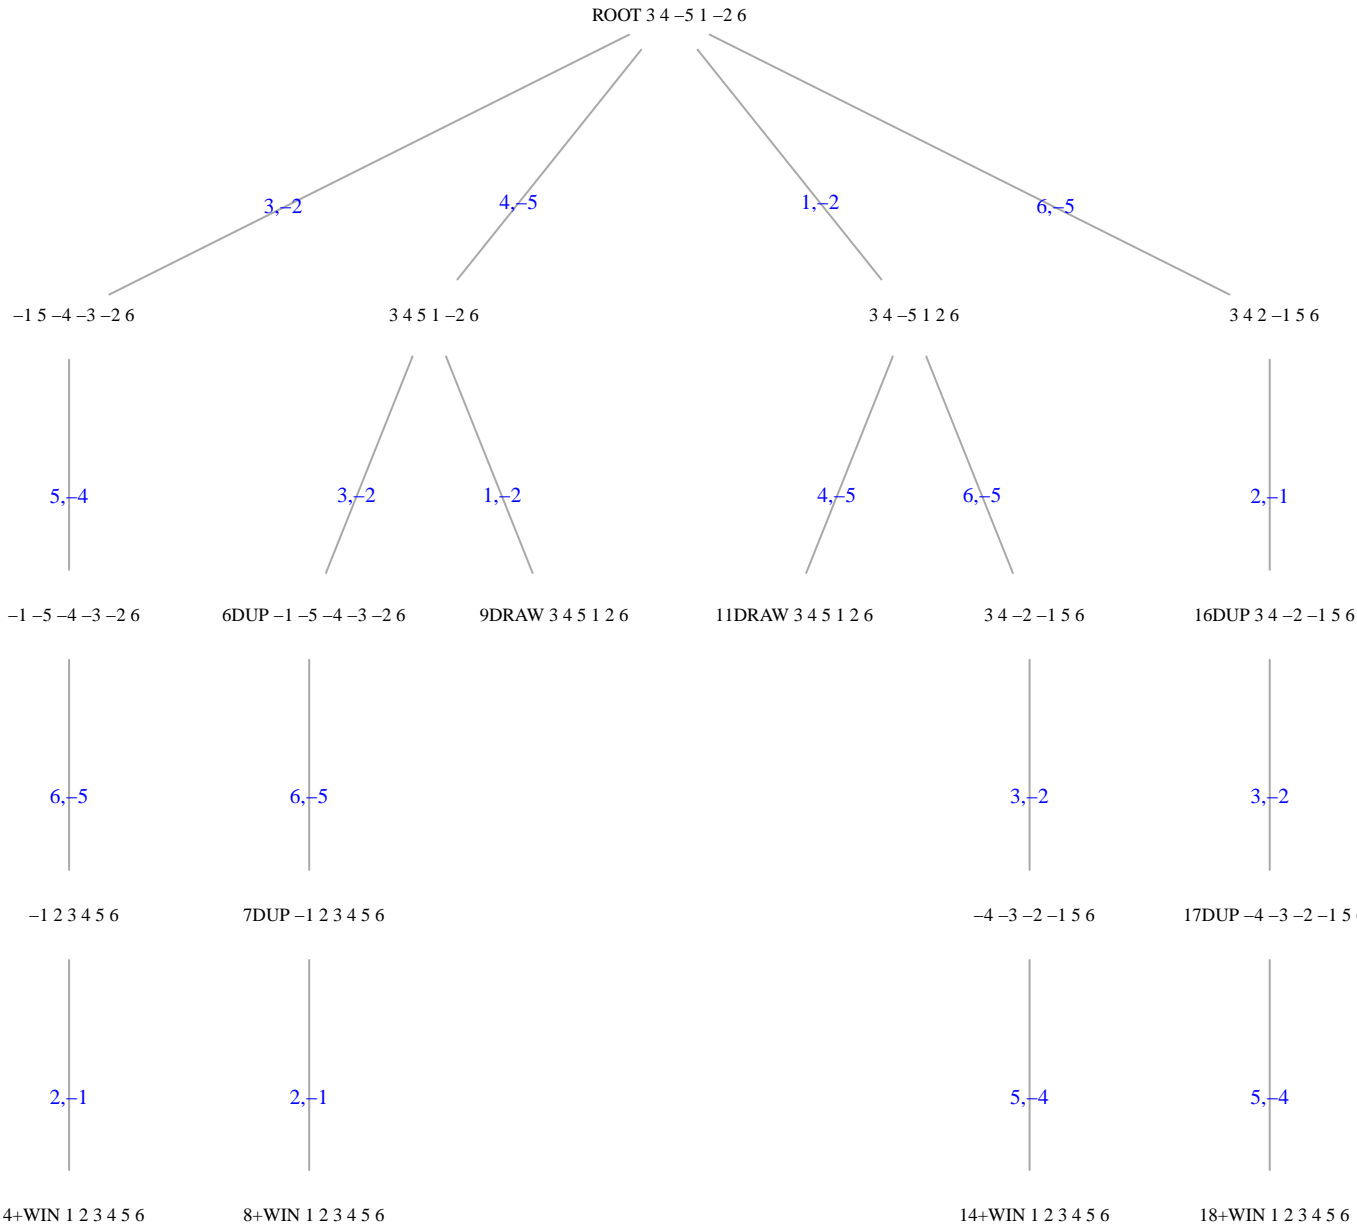 ROOT 3 4 −5 1 −2 6
3,−2
4,−5
1,−2
6,−5
−1 5 −4 −3 −2 6
3 4 5 1 −2 6
3 4 −5 1 2 6
3 4 2 −1 5 6
5,−4
3,−2
1,−2
4,−5
6,−5
2,−1
−1 −5 −4 −3 −2 6
6DUP −1 −5 −4 −3 −2 6
9DRAW 3 4 5 1 2 6
11DRAW 3 4 5 1 2 6
3 4 −2 −1 5 6
16DUP 3 4 −2 −1 5 6
6,−5
6,−5
3,−2
3,−2
−1 2 3 4 5 6
7DUP −1 2 3 4 5 6
−4 −3 −2 −1 5 6
17DUP −4 −3 −2 −1 5
2,−1
2,−1
5,−4
5,−4
4+WIN 1 2 3 4 5 6
8+WIN 1 2 3 4 5 6
14+WIN 1 2 3 4 5 6
18+WIN 1 2 3 4 5 6